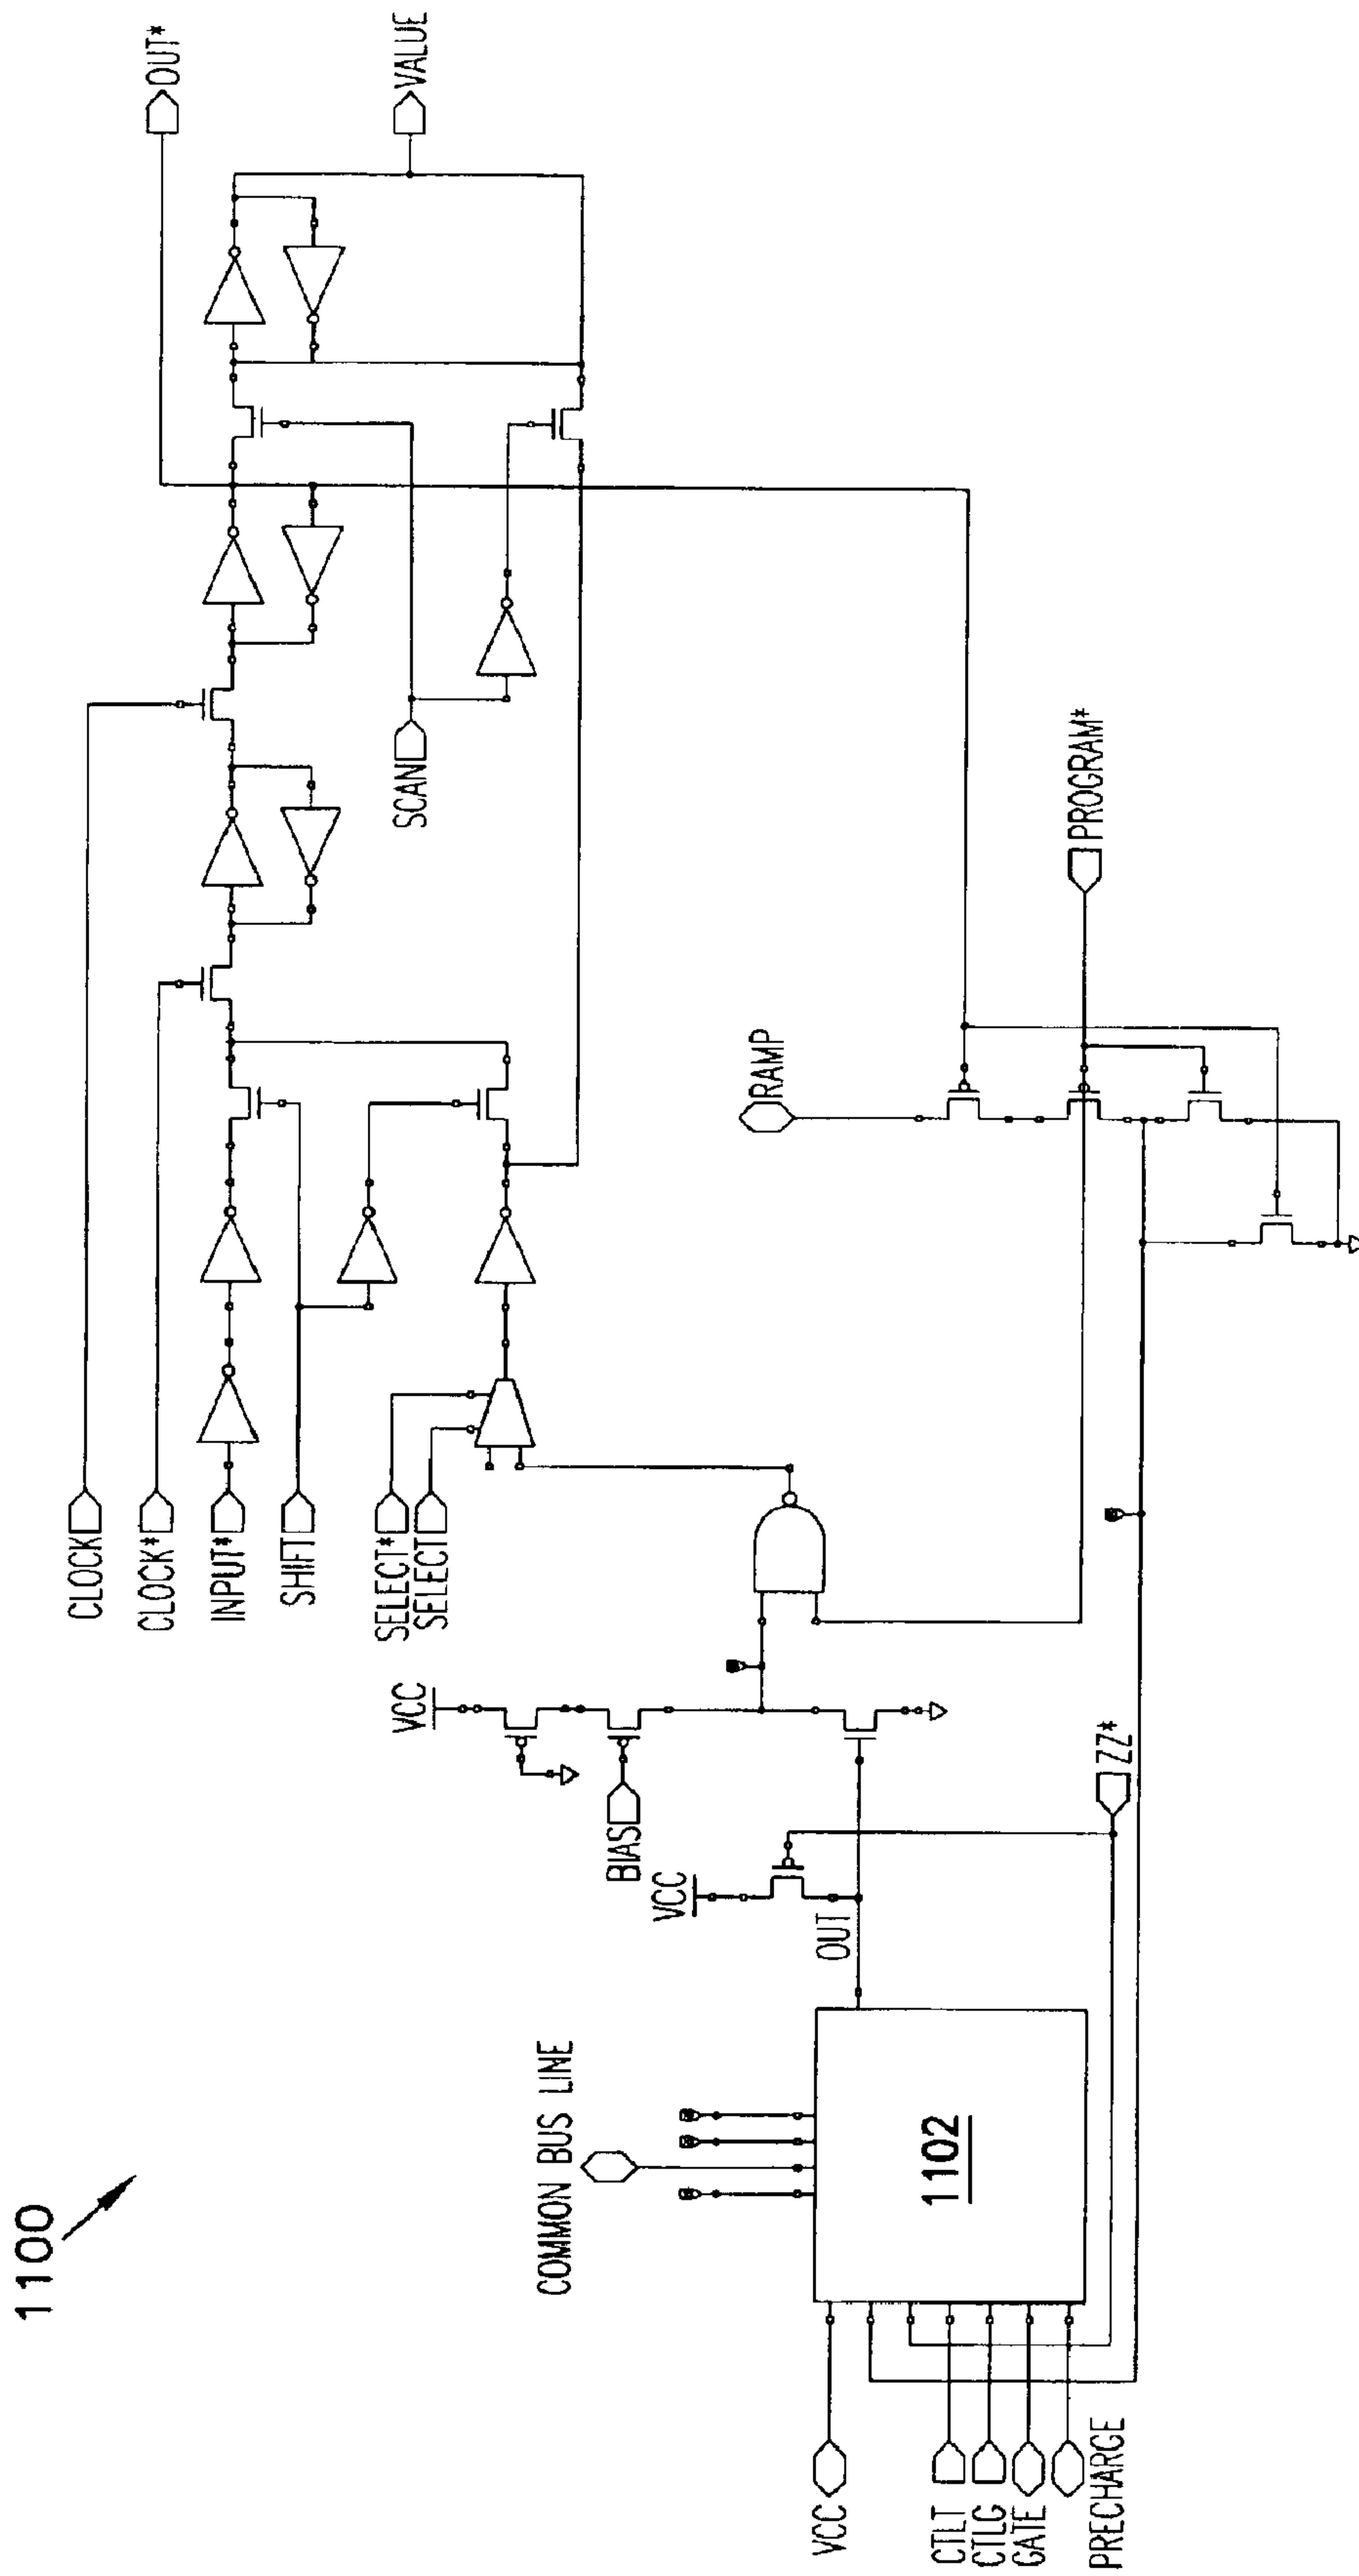 1100
CLOCK
CLOCK*
INPUT*
SHIFT
SELECT*
SELECT
OUT*
VALUE
SCAN
VCC
BIAS
VCC
OUT
COMMON BUS LINE
1102
VCC
CTLT
CTLG
GATE
PRECHARGE
ZZ*
RAMP
PROGRAM*